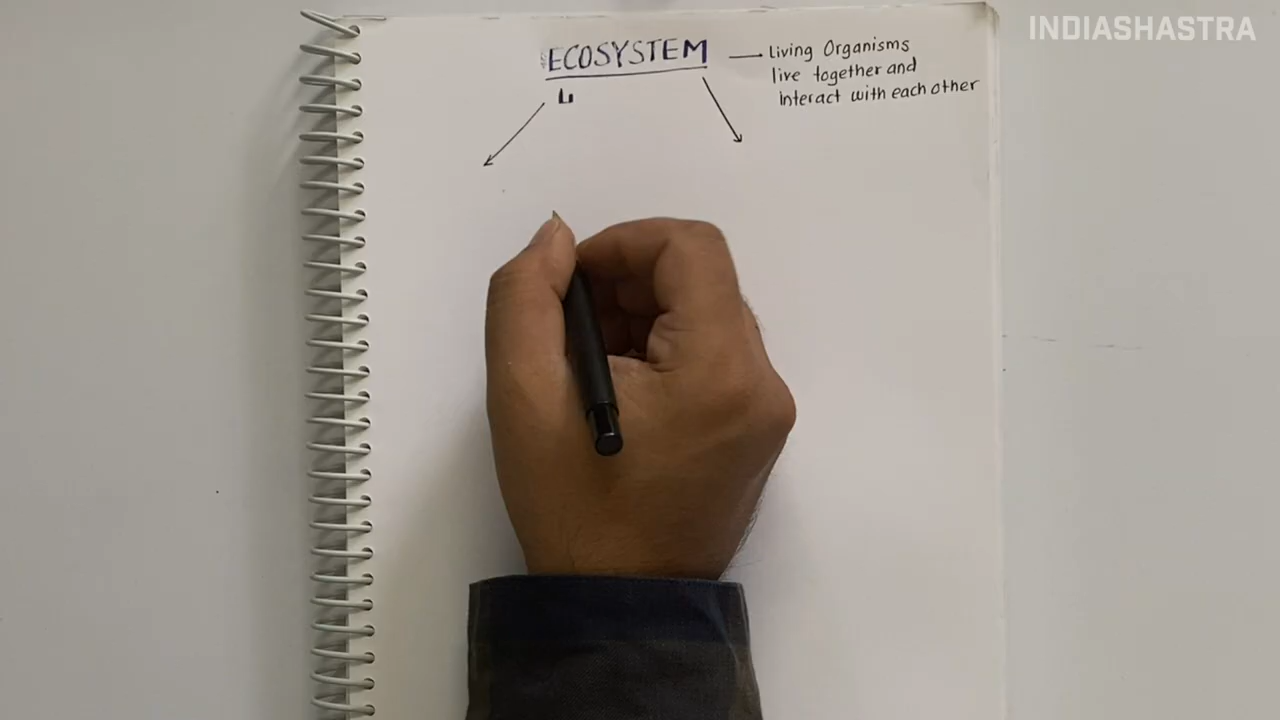 INDIASHASTRA
ECOSYSTEM
Living Organisms
live together and
interact with each other